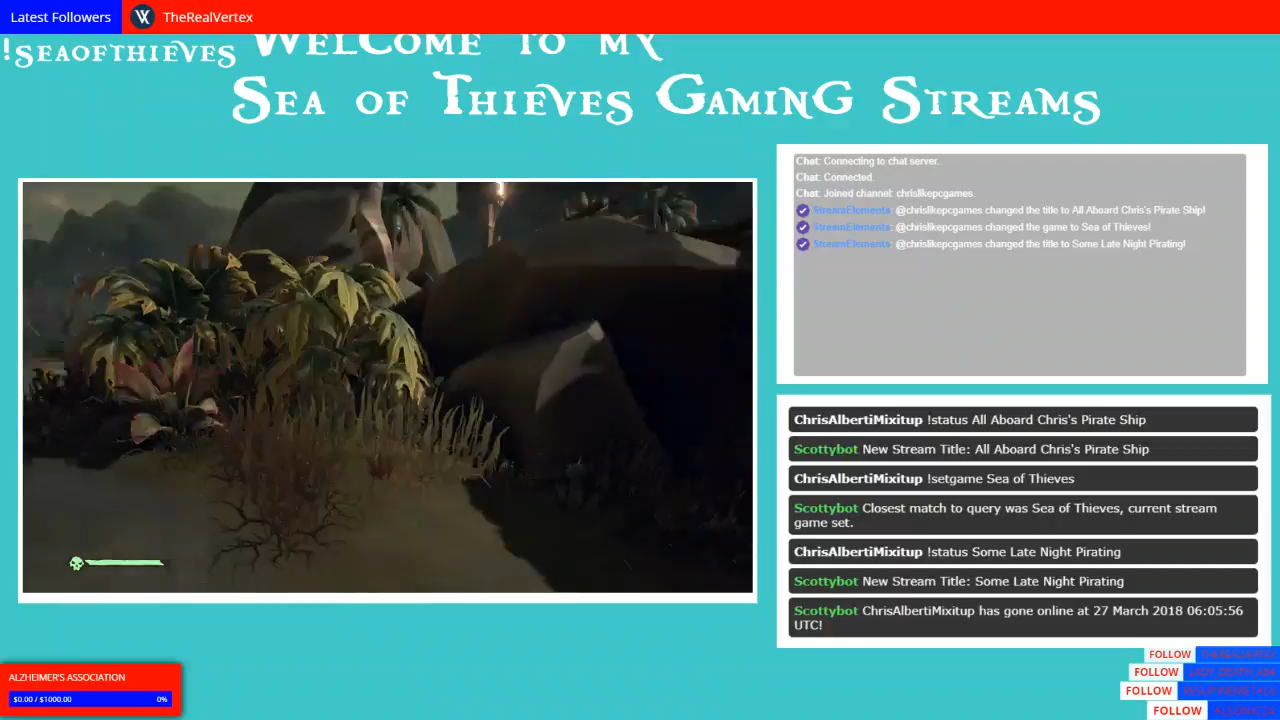 Latest Followers
TheRealVertex
!SEAOFTHIEVES
WELCOME TO MY
SEA OF THIEVES GAMING STREAMS
Chat: Connecting to chat server..
Chat: Connected.
Chat: Joined channel: chrislikepcgames.
StreamElements: @chrislikepcgames changed the title to All Aboard Chris's Pirate Ship!
StreamElements: @chrislikepcgames changed the game to Sea of Thieves!
StreamElements: @chrislikepcgames changed the title to Some Late Night Pirating!
ChrisAlbertiMixitup !status All Aboard Chris's Pirate Ship
Scottybot New Stream Title: All Aboard Chris's Pirate Ship
ChrisAlbertiMixitup !setgame Sea of Thieves
Scottybot Closest match to query was Sea of Thieves, current stream
game set.
ChrisAlbertiMixitup !status Some Late Night Pirating
Scottybot New Stream Title: Some Late Night Pirating
Scottybot ChrisAlbertiMixitup has gone online at 27 March 2018 06:05:56
UTC!
ALZHEIMER'S ASSOCIATION
$0.00 / $1000.00 0%
FOLLOW THEREALVERTEX
FOLLOW
FOLLOW
FOLLOW